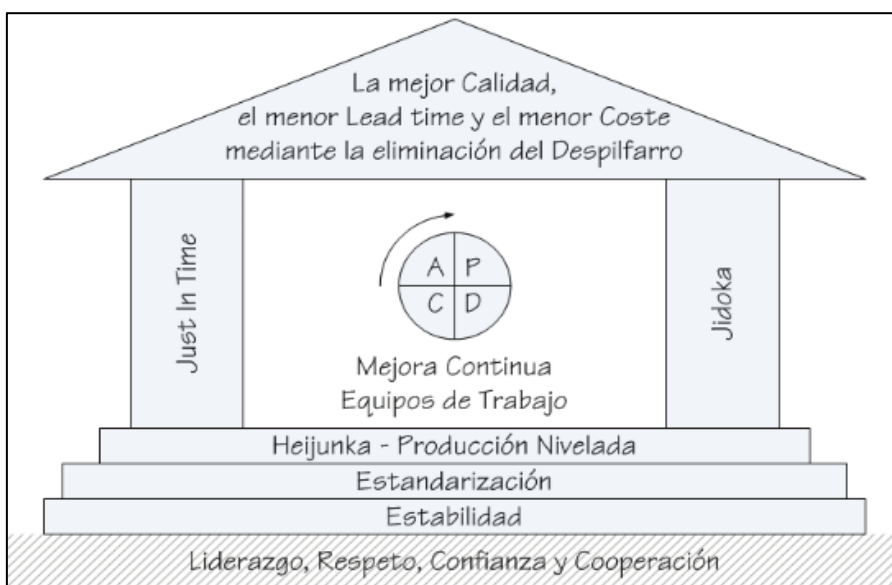 La mejor Calidad,
el menor Lead time y el menor Coste
mediante la eliminación del Despilfarro
Just In Time
A P
C D
Mejora Continua
Equipos de Trabajo
Jidoka
Heijunka - Producción Nivelada
Estandarización
Estabilidad
Liderazgo, Respeto, Confianza y Cooperación